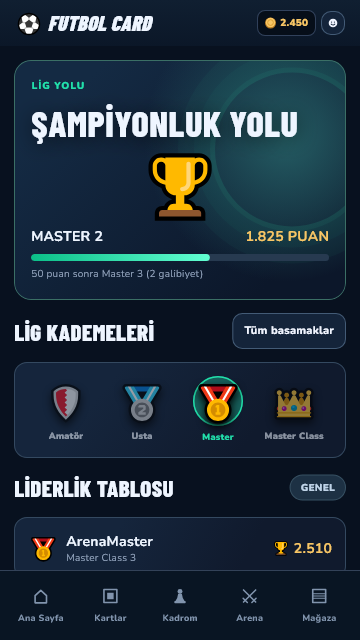 FUTBOL CARD
2.450
LİG YOLU
ŞAMPİYONLUK YOLU
MASTER 2
1.825 PUAN
50 puan sonra Master 3 (2 galibiyet)
LİG KADEMELERİ
Tüm basamaklar
2
1
Amatör
Usta
Master
Master Class
LİDERLİK TABLOSU
GENEL
ArenaMaster
Master Class 3
2.510
Ana Sayfa
Kartlar
Kadrom
Arena
Mağaza